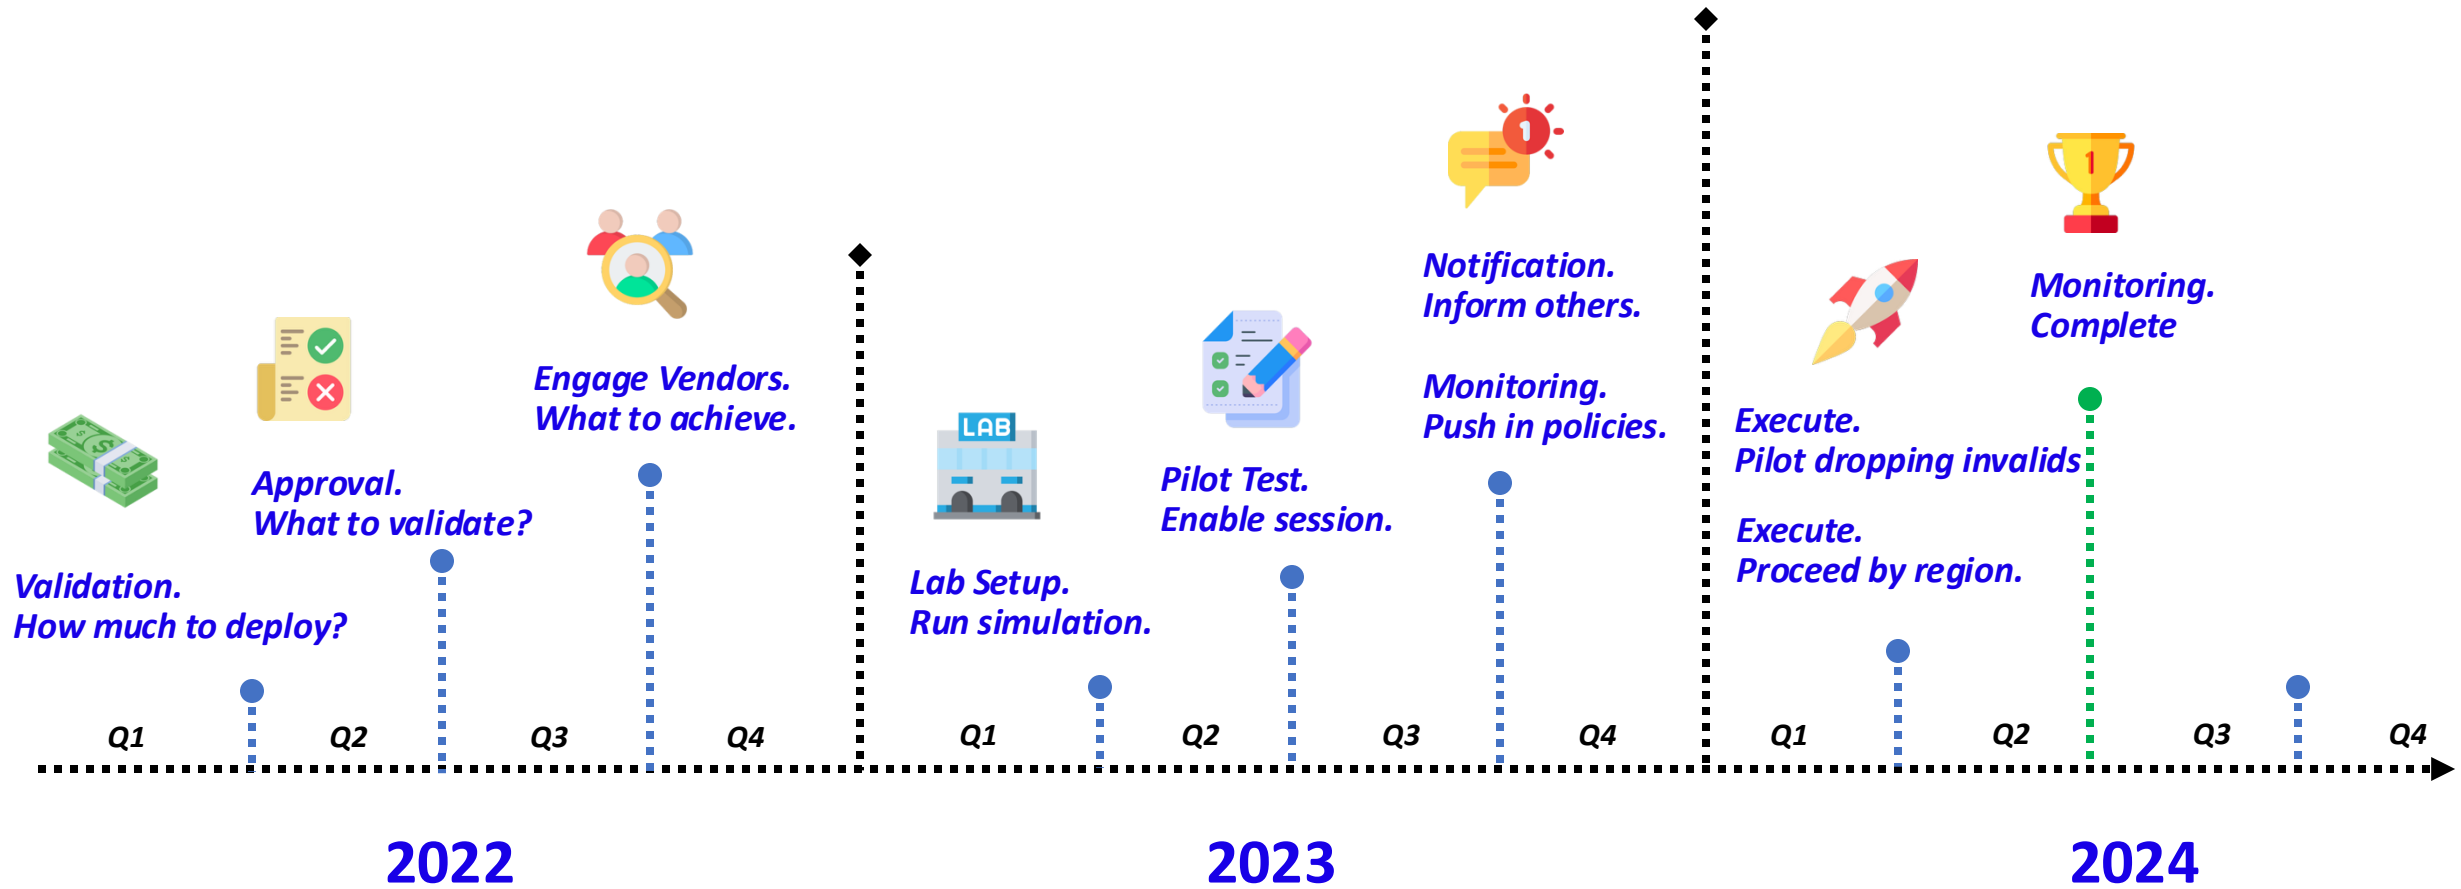 Validation.
How much to deploy?
Approval.
What to validate?
Engage Vendors.
What to achieve.
LAB
Lab Setup.
Run simulation.
Pilot Test.
Enable session.
1
Notification.
Inform others.
Monitoring.
Push in policies.
Execute.
Pilot dropping invalids
Execute.
Proceed by region.
1
Monitoring.
Complete
Q1 Q2 Q3 Q4 Q1 Q2 Q3 Q4 Q1 Q2 Q3 Q4
2022 2023 2024